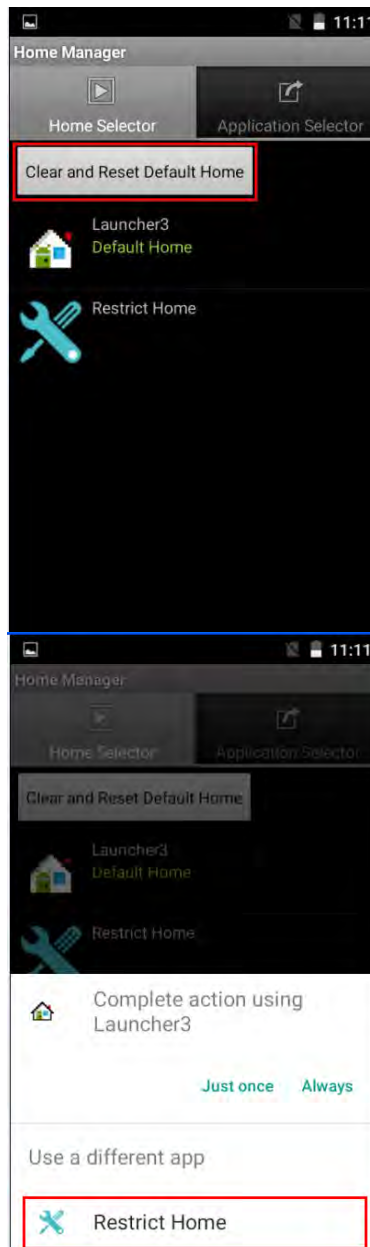 11:11
Home Manager
Home Selector
Application Selector
Clear and Reset Default Home
Launcher3
Default Home
Restrict Home
11:11
Home Manager
Home Selector
Application Selector
Clear and Reset Default Home
Launcher3
Default Home
Restrict Home
Complete action using
Launcher3
Just once Always
Use a different app
Restrict Home